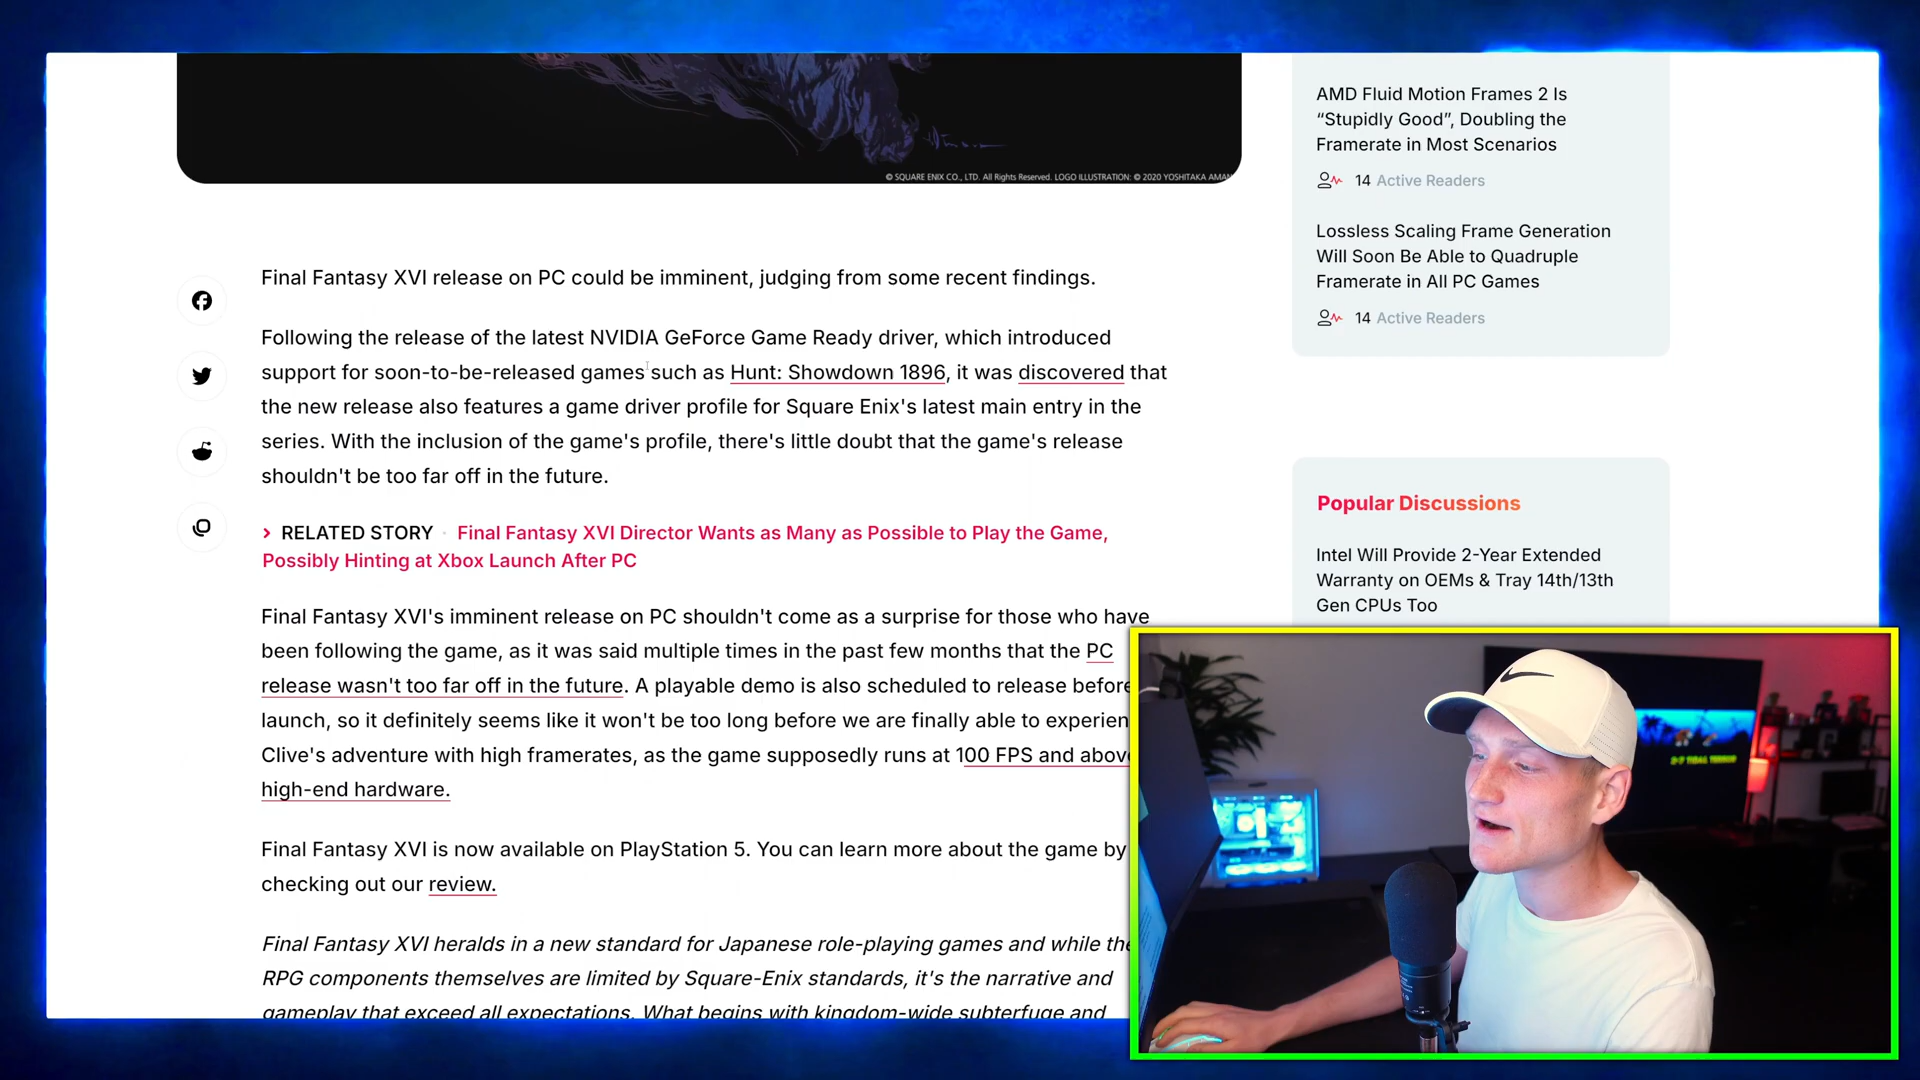 © SQUARE ENIX CO., LTD. All Rights Reserved. LOGO ILLUSTRATION: © 2020 YOSHITAKA AMAN
Final Fantasy XVI release on PC could be imminent, judging from some recent findings.
Following the release of the latest NVIDIA GeForce Game Ready driver, which introduced
support for soon-to-be-released games such as Hunt: Showdown 1896, it was discovered that
the new release also features a game driver profile for Square Enix's latest main entry in the
series. With the inclusion of the game's profile, there's little doubt that the game's release
shouldn't be too far off in the future.
RELATED STORY · Final Fantasy XVI Director Wants as Many as Possible to Play the Game,
Possibly Hinting at Xbox Launch After PC
Final Fantasy XVI's imminent release on PC shouldn't come as a surprise for those who have
been following the game, as it was said multiple times in the past few months that the PC
release wasn't too far off in the future. A playable demo is also scheduled to release before
launch, so it definitely seems like it won't be too long before we are finally able to experien
Clive's adventure with high framerates, as the game supposedly runs at 100 FPS and above
high-end hardware.
Final Fantasy XVI is now available on PlayStation 5. You can learn more about the game by
checking out our review.
Final Fantasy XVI heralds in a new standard for Japanese role-playing games and while the
RPG components themselves are limited by Square-Enix standards, it's the narrative and
gameplay that exceed all expectations. What begins with kingdom-wide subterfuge and
AMD Fluid Motion Frames 2 Is
“Stupidly Good”, Doubling the
Framerate in Most Scenarios
14 Active Readers
Lossless Scaling Frame Generation
Will Soon Be Able to Quadruple
Framerate in All PC Games
14 Active Readers
Popular Discussions
Intel Will Provide 2-Year Extended
Warranty on OEMs & Tray 14th/13th
Gen CPUs Too